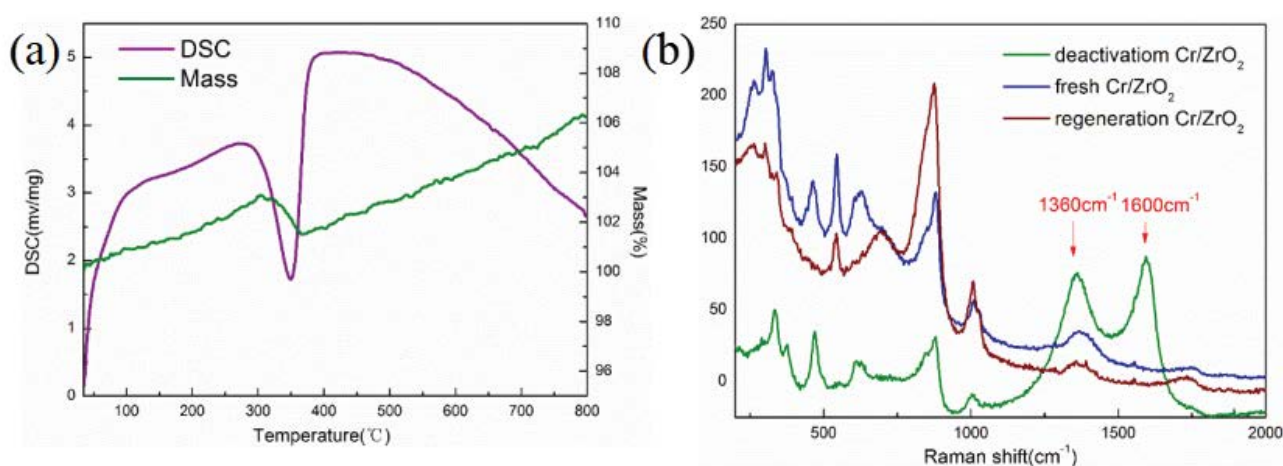 (a)
DSC
Mass
DSC(mv/mg)
5
4
3
2
1
0
100 200 300 400 500 600 700 800
Temperature(℃)
110
108
106
104
102
100
98
96
Mass(%)
(b)
deactivatiom Cr/ZrO₂
fresh Cr/ZrO₂
regeneration Cr/ZrO₂
1360cm⁻¹ 1600cm⁻¹
250
200
150
100
50
0
500 1000 1500 2000
Raman shift(cm⁻¹)